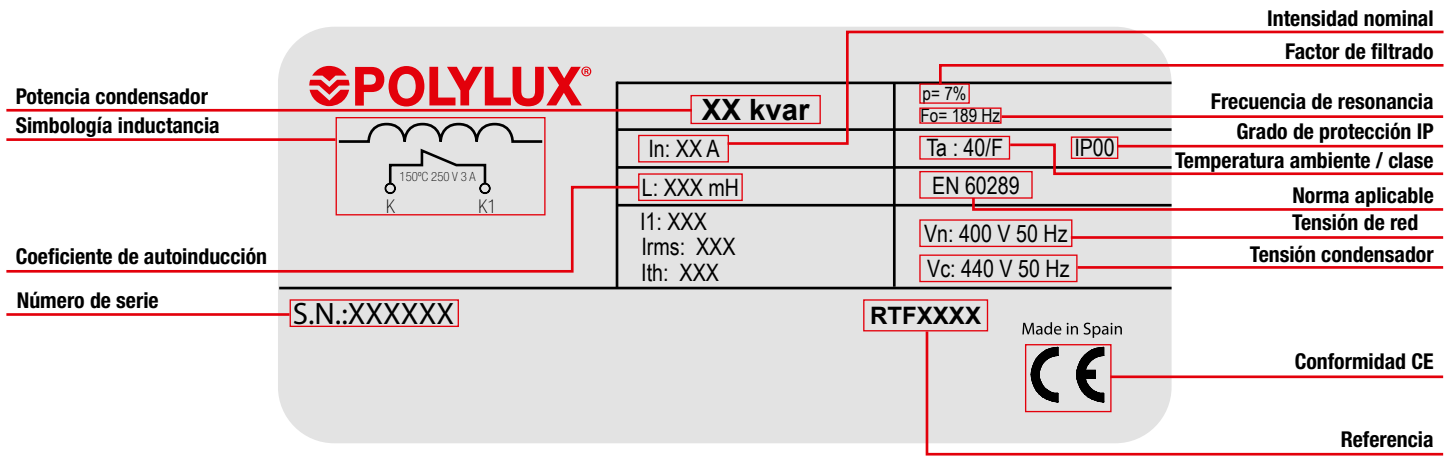 Potencia condensador
Simbología inductancia
Coeficiente de autoinducción
Número de serie
POLYLUX®
150ºC 250 V 3 A
K K1
XX kvar
In: XX A
L: XXX mH
I1: XXX
Irms: XXX
Ith: XXX
p= 7%
Fo= 189 Hz
Ta : 40/F IP00
EN 60289
Vn: 400 V 50 Hz
Vc: 440 V 50 Hz
S.N.:XXXXXX
RTFXXXX
Made in Spain
CE
Intensidad nominal
Factor de filtrado
Frecuencia de resonancia
Grado de protección IP
Temperatura ambiente / clase
Norma aplicable
Tensión de red
Tensión condensador
Conformidad CE
Referencia